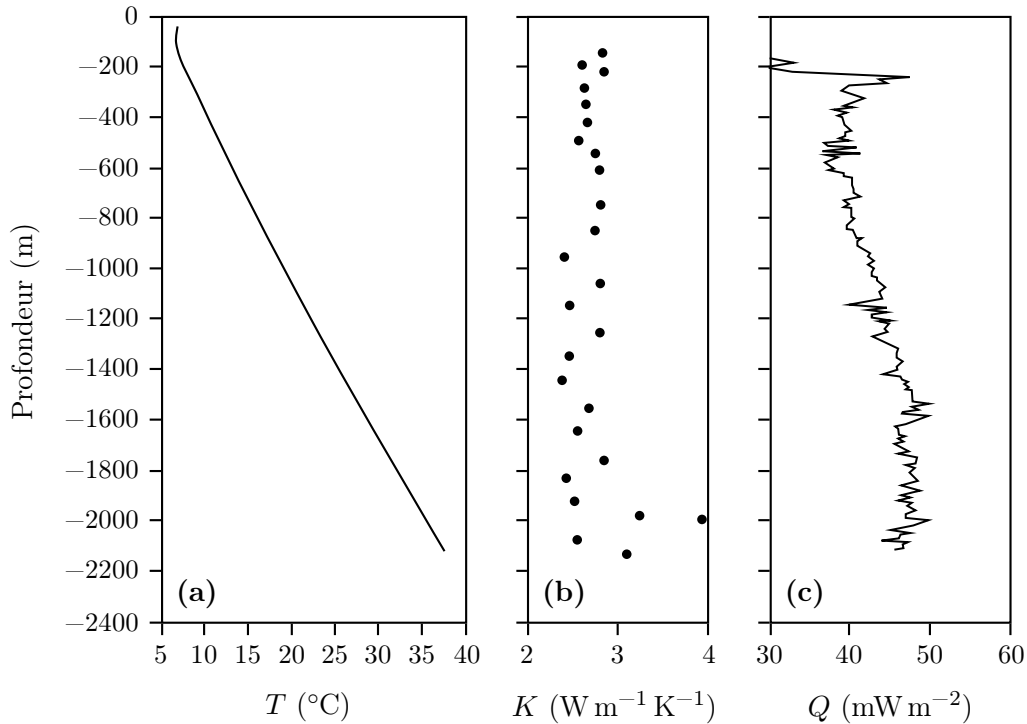 Profondeur (m)
0
−200
−400
−600
−800
−1000
−1200
−1400
−1600
−1800
−2000
−2200
−2400
(a)
5 10 15 20 25 30 35 40
T (°C)
(b)
2 3 4
K (W m⁻¹ K⁻¹)
(c)
30 40 50 60
Q (mW m⁻²)